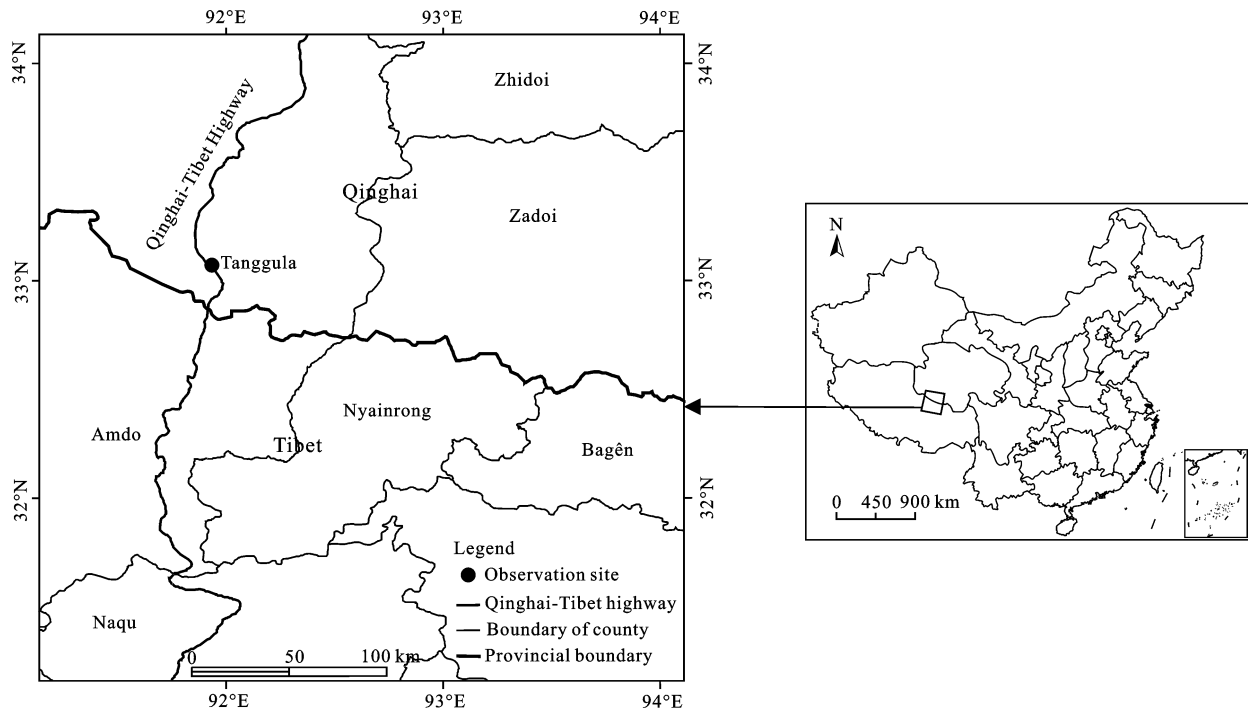 92°E
93°E
94°E
34°N
34°N
Zhidoi
Qinghai-Tibet Highway
Qinghai
Zadoi
Tanggula
33°N
33°N
Nyainrong
Amdo
Tibet
Bagên
32°N
32°N
Legend
Observation site
Qinghai-Tibet highway
Boundary of county
Provincial boundary
Naqu
0 50 100 km
92°E
93°E
94°E
N
0 450 900 km